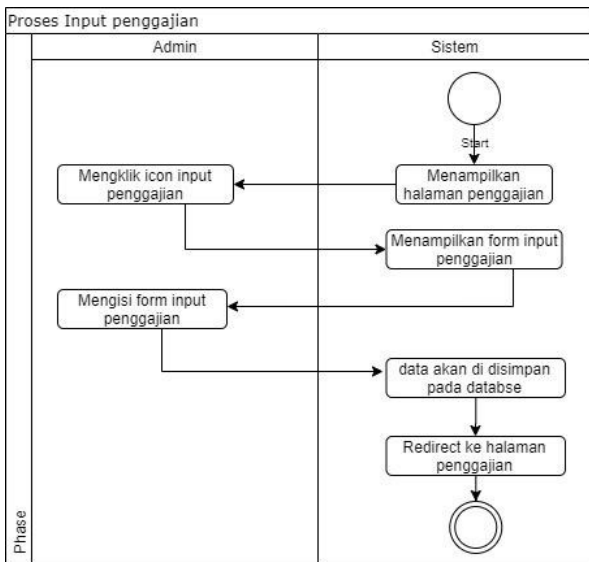 Proses Input penggajian
Admin
Sistem
Start
Menampilkan
halaman penggajian
Mengklik icon input
penggajian
Menampilkan form input
penggajian
Mengisi form input
penggajian
data akan di disimpan
pada databse
Redirect ke halaman
penggajian
Phase